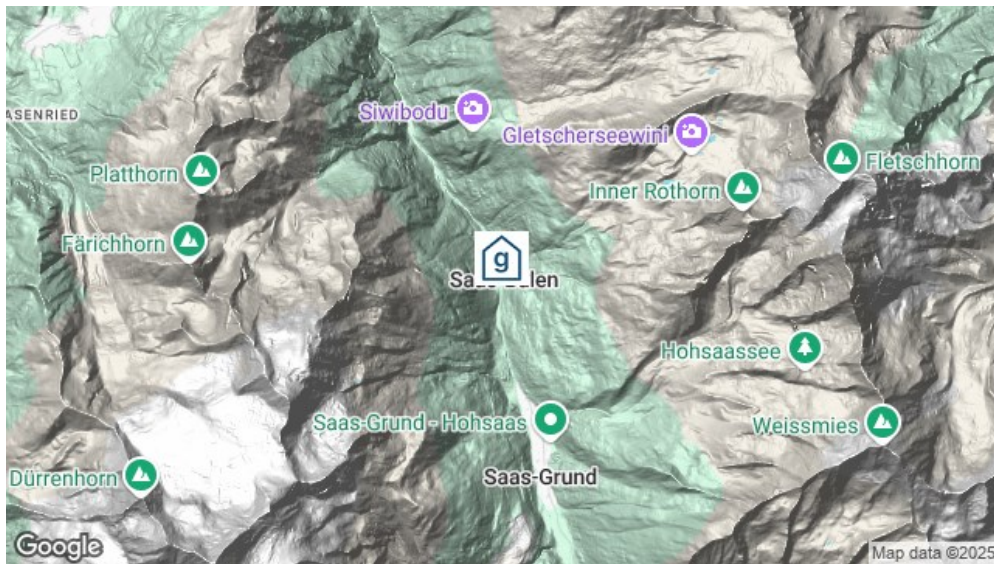 Siwibodu
Gletscherseewini
ASENRIED
Platthorn
Fletschhorn
Inner Rothorn
Färichhorn
g
Hohsaassee
Saas-Grund - Hohsaas
Weissmies
Dürrenhorn
Saas-Grund
Google
Map data ©2025